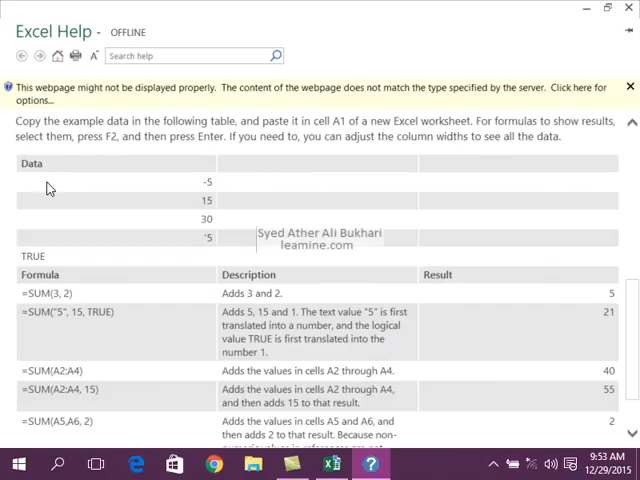 Excel Help - OFFLINE
A
Search help
This webpage might not be displayed properly. The content of the webpage does not match the type specified by the server. Click here for
options...
Copy the example data in the following table, and paste it in cell A1 of a new Excel worksheet. For formulas to show results,
select them, press F2, and then press Enter. If you need to, you can adjust the column widths to see all the data.
Data
-5
15
30
'5
Syed Ather Ali Bukhari
leamine.com
TRUE
Formula Description Result
=SUM(3, 2) Adds 3 and 2. 5
=SUM("5", 15, TRUE) Adds 5, 15 and 1. The text value "5" is first 21
translated into a number, and the logical
value TRUE is first translated into the
number 1.
=SUM(A2:A4) Adds the values in cells A2 through A4. 40
=SUM(A2:A4, 15) Adds the values in cells A2 through A4, 55
and then adds 15 to that result.
=SUM(A5,A6, 2) Adds the values in cells A5 and A6, and 2
then adds 2 to that result. Because non-
9:53 AM
12/29/2015